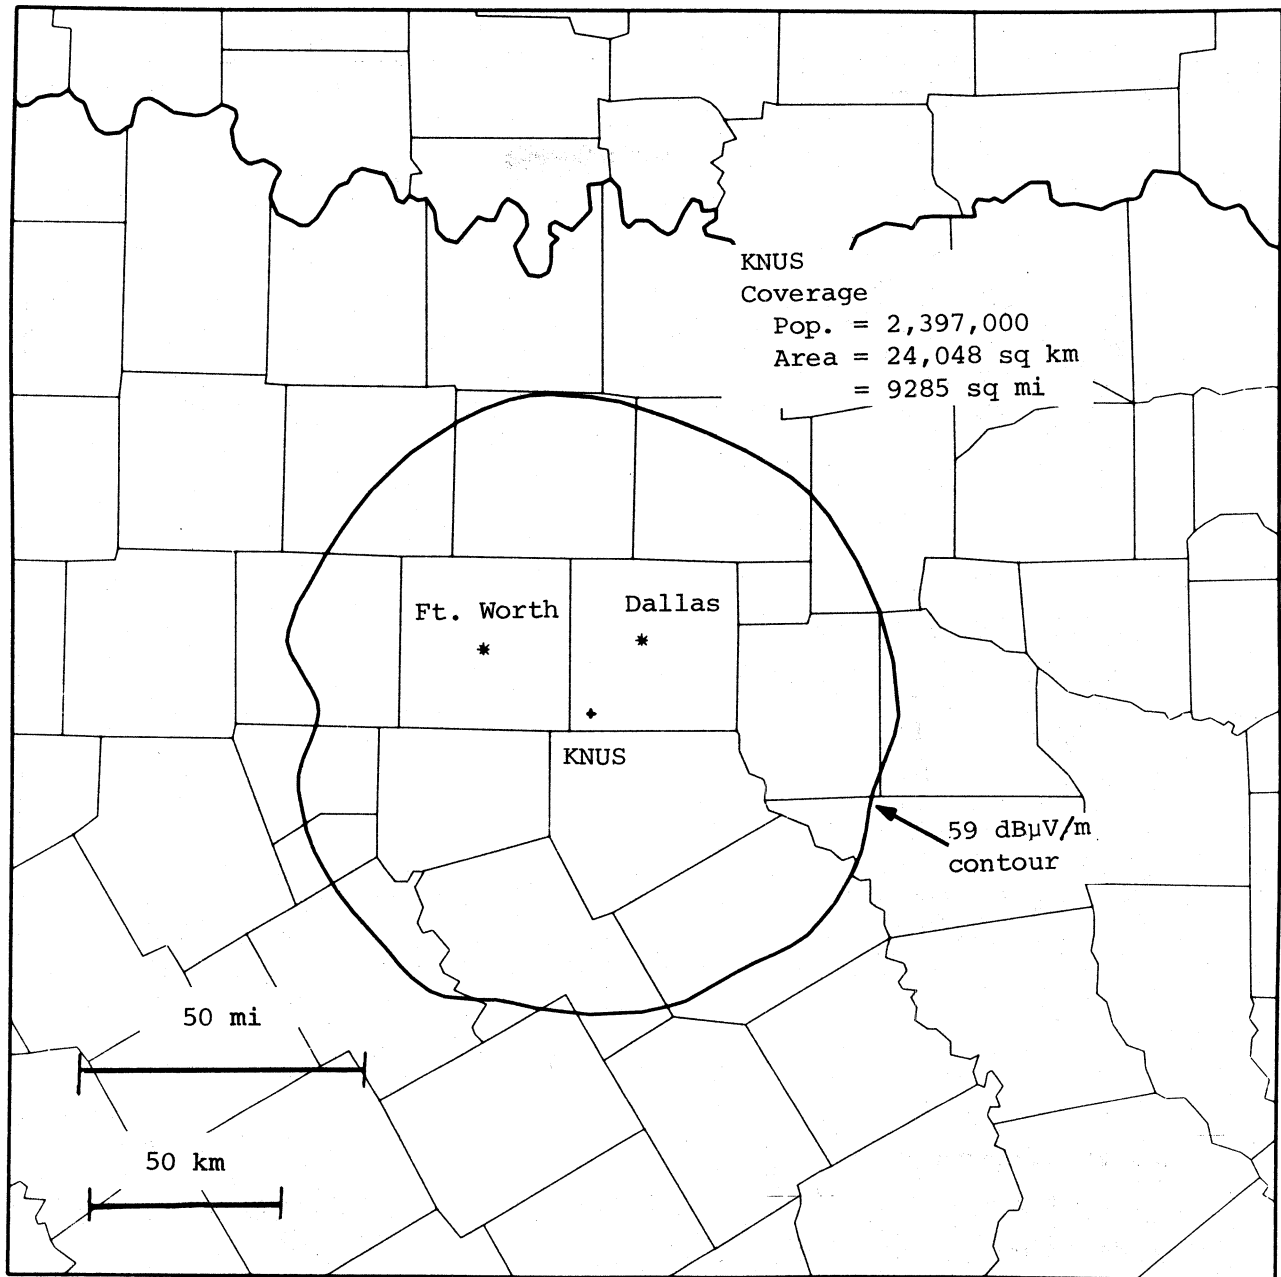 KNUS
Coverage
Pop. = 2,397,000
Area = 24,048 sq km
= 9285 sq mi
Ft. Worth
Dallas
KNUS
59 dBµV/m
contour
50 mi
50 km